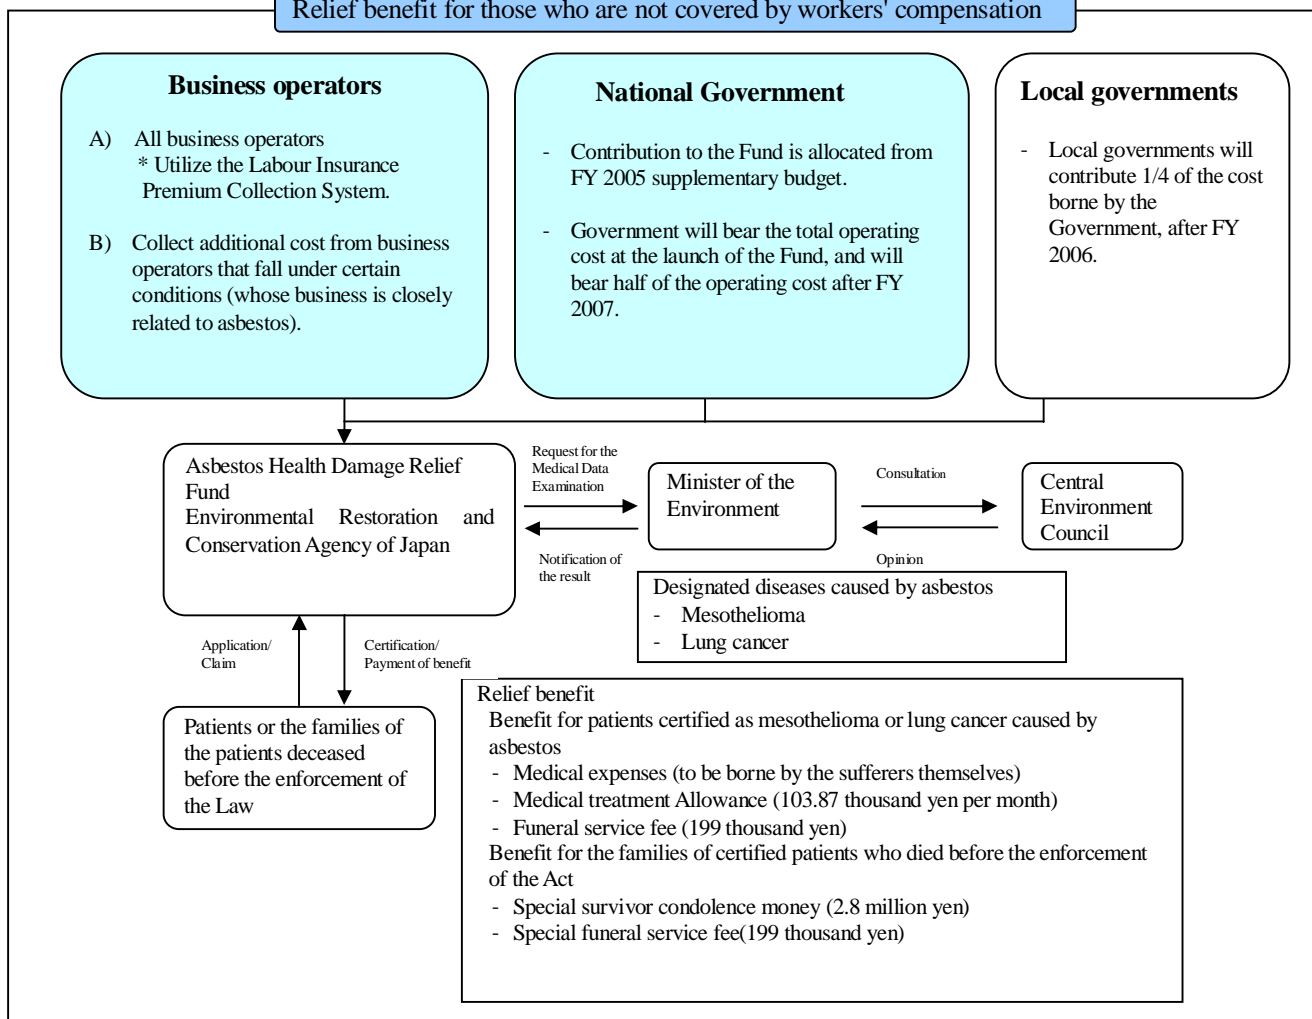 Relief benefit for those who are not covered by workers' compensation
Business operators
A) All business operators
* Utilize the Labour Insurance
Premium Collection System.
B) Collect additional cost from business
operators that fall under certain
conditions (whose business is closely
related to asbestos).
National Government
- Contribution to the Fund is allocated from
FY 2005 supplementary budget.
- Government will bear the total operating
cost at the launch of the Fund, and will
bear half of the operating cost after FY
2007.
Local governments
- Local governments will
contribute 1/4 of the cost
borne by the
Government, after FY
2006.
Asbestos Health Damage Relief
Fund
Environmental Restoration and
Conservation Agency of Japan
Request for the
Medical Data
Examination
Notification of
the result
Minister of the
Environment
Consultation
Opinion
Central
Environment
Council
Designated diseases caused by asbestos
- Mesothelioma
- Lung cancer
Application/
Claim
Certification/
Payment of benefit
Patients or the families of
the patients deceased
before the enforcement of
the Law
Relief benefit
Benefit for patients certified as mesothelioma or lung cancer caused by
asbestos
- Medical expenses (to be borne by the sufferers themselves)
- Medical treatment Allowance (103.87 thousand yen per month)
- Funeral service fee (199 thousand yen)
Benefit for the families of certified patients who died before the enforcement
of the Act
- Special survivor condolence money (2.8 million yen)
- Special funeral service fee(199 thousand yen)